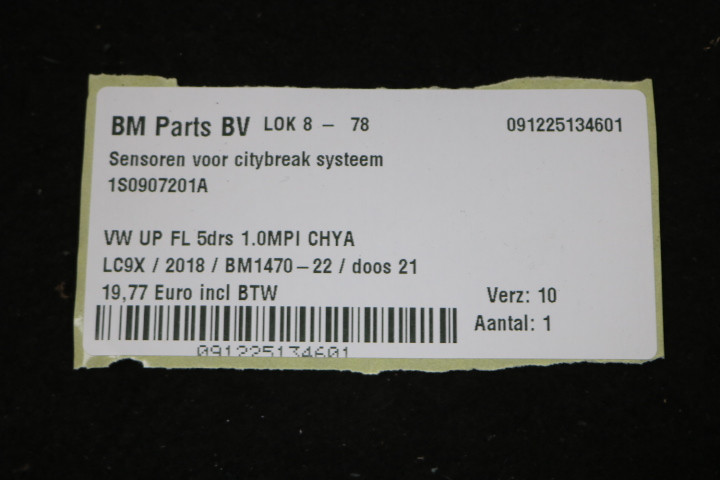 BM Parts BV LOK 8 - 78 091225134601
Sensoren voor citybreak systeem
1S0907201A
VW UP FL 5drs 1.0MPI CHYA
LC9X / 2018 / BM1470-22 / doos 21
19,77 Euro incl BTW Verz: 10
Aantal: 1
091225134601